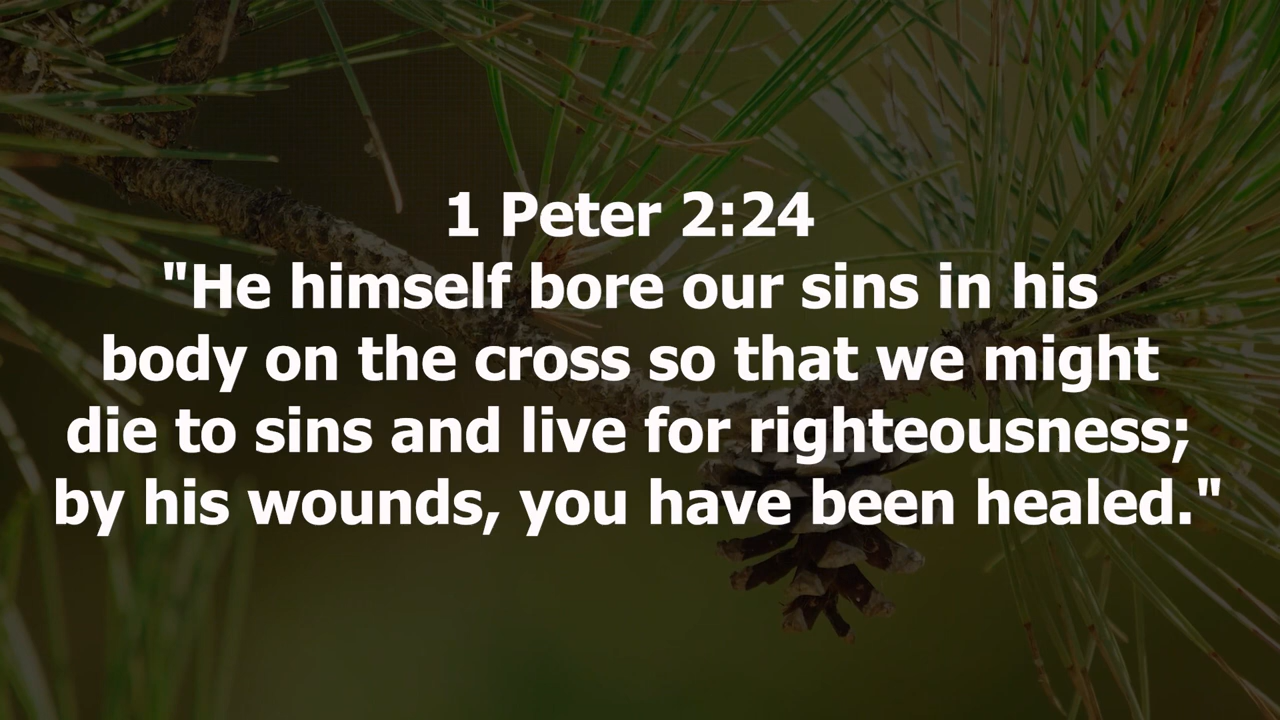 1 Peter 2:24
"He himself bore our sins in his
body on the cross so that we might
die to sins and live for righteousness;
by his wounds, you have been healed."